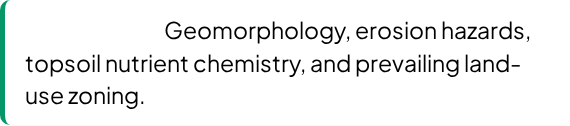 Geomorphology, erosion hazards,
topsoil nutrient chemistry, and prevailing land-
use zoning.